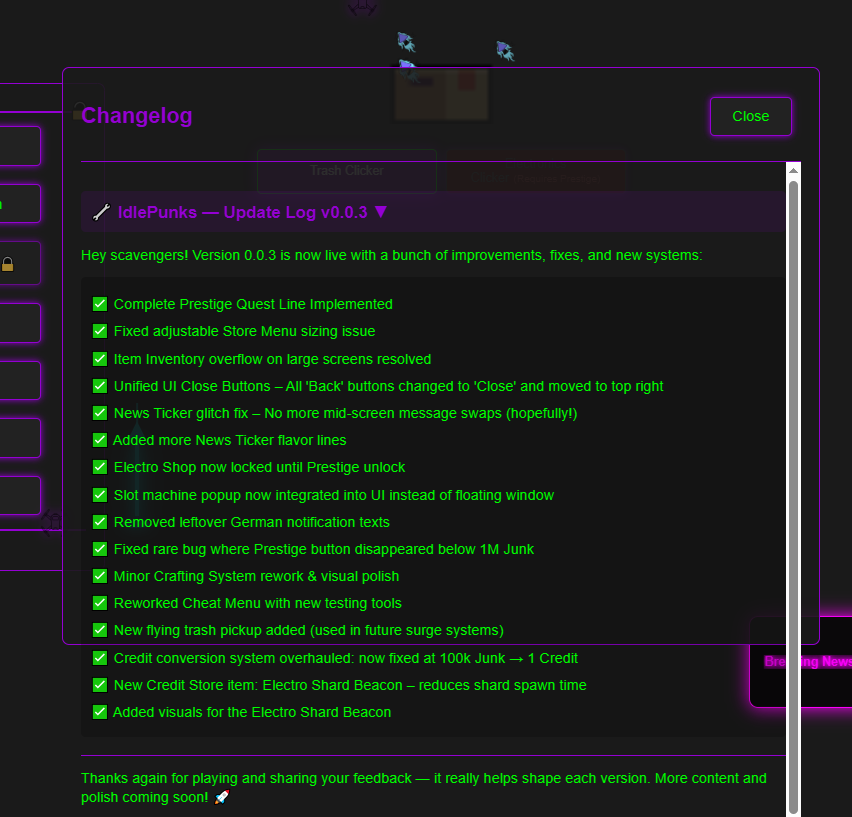 Changelog
Close
Trash Clicker
IdlePunks — Update Log v0.0.3 ▼
Hey scavengers! Version 0.0.3 is now live with a bunch of improvements, fixes, and new systems:
✅ Complete Prestige Quest Line Implemented
✅ Fixed adjustable Store Menu sizing issue
✅ Item Inventory overflow on large screens resolved
✅ Unified UI Close Buttons – All 'Back' buttons changed to 'Close' and moved to top right
✅ News Ticker glitch fix – No more mid-screen message swaps (hopefully!)
✅ Added more News Ticker flavor lines
✅ Electro Shop now locked until Prestige unlock
✅ Slot machine popup now integrated into UI instead of floating window
✅ Removed leftover German notification texts
✅ Fixed rare bug where Prestige button disappeared below 1M Junk
✅ Minor Crafting System rework & visual polish
✅ Reworked Cheat Menu with new testing tools
✅ New flying trash pickup added (used in future surge systems)
✅ Credit conversion system overhauled: now fixed at 100k Junk → 1 Credit
✅ New Credit Store item: Electro Shard Beacon – reduces shard spawn time
✅ Added visuals for the Electro Shard Beacon
Thanks again for playing and sharing your feedback — it really helps shape each version. More content and
polish coming soon! 🚀